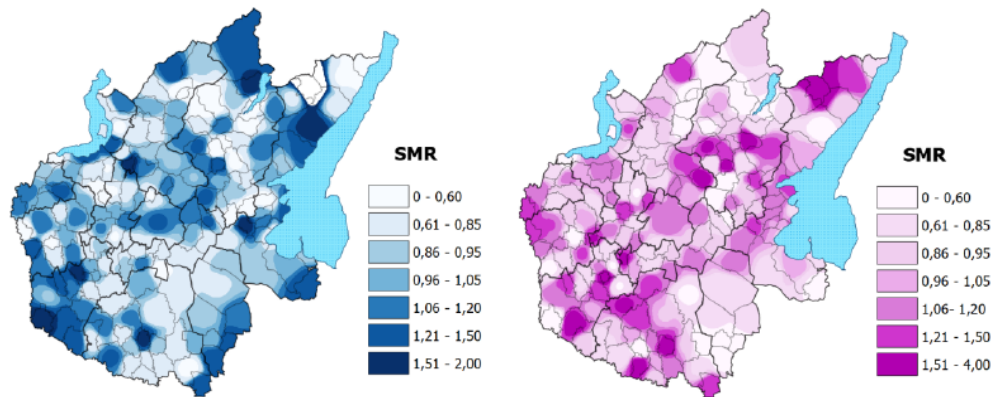 SMR
0 - 0,60
0,61 - 0,85
0,86 - 0,95
0,96 - 1,05
1,06 - 1,20
1,21 - 1,50
1,51 - 2,00
SMR
0 - 0,60
0,61 - 0,85
0,86 - 0,95
0,96 - 1,05
1,06 - 1,20
1,21 - 1,50
1,51 - 4,00